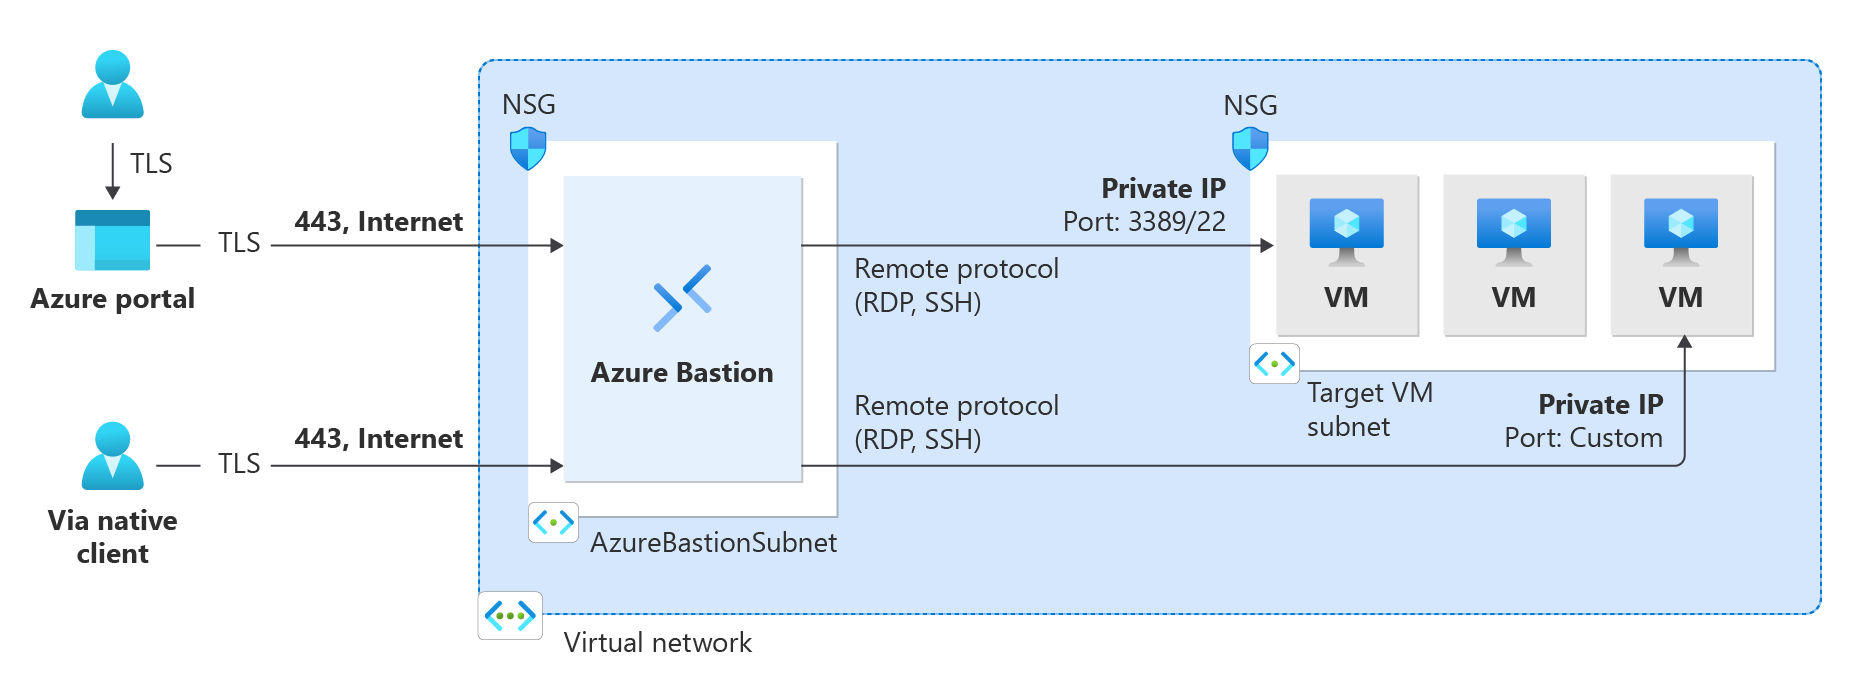 TLS
Azure portal
TLS
443, Internet
Via native
client
TLS
443, Internet
NSG
Azure Bastion
AzureBastionSubnet
Virtual network
Private IP
Port: 3389/22
Remote protocol
(RDP, SSH)
Remote protocol
(RDP, SSH)
NSG
VM
VM
VM
Target VM
subnet
Private IP
Port: Custom